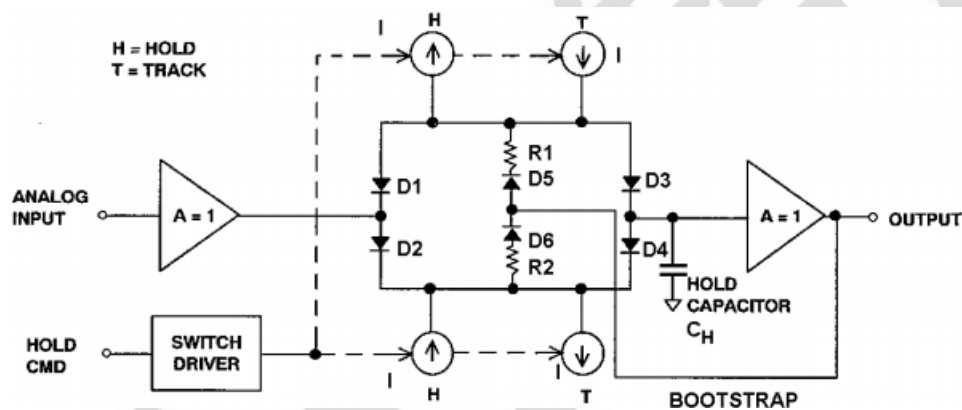 I H T I
H = HOLD
T = TRACK
R1
D1 D5 D3
ANALOG
INPUT
A = 1 A = 1 OUTPUT
D2 D6 D4
R2
HOLD
CAPACITOR
C_H
HOLD
CMD
SWITCH
DRIVER
I H I T
BOOTSTRAP